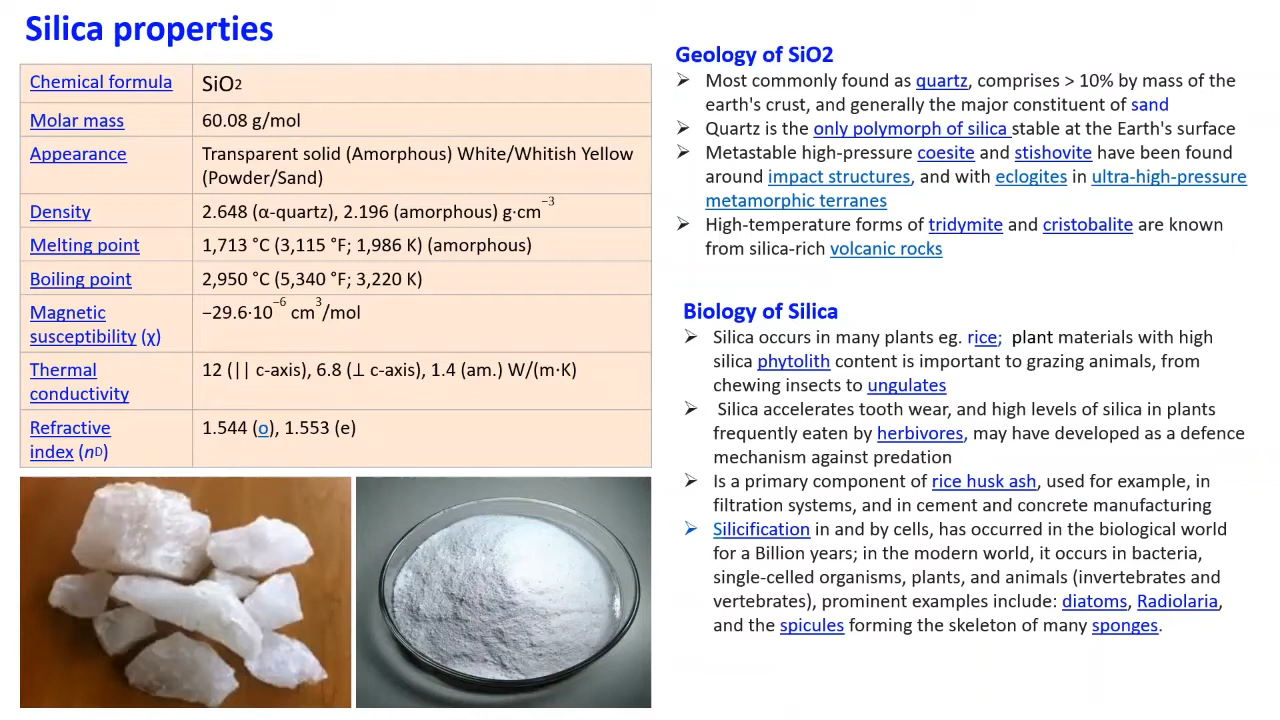 Silica properties
Chemical formula SiO2
Molar mass 60.08 g/mol
Appearance Transparent solid (Amorphous) White/Whitish Yellow
(Powder/Sand)
Density 2.648 (α-quartz), 2.196 (amorphous) g·cm−3
Melting point 1,713 °C (3,115 °F; 1,986 K) (amorphous)
Boiling point 2,950 °C (5,340 °F; 3,220 K)
Magnetic −29.6·10−6 cm3/mol
susceptibility (χ)
Thermal 12 (|| c-axis), 6.8 (⊥ c-axis), 1.4 (am.) W/(m·K)
conductivity
Refractive 1.544 (o), 1.553 (e)
index (nD)
Geology of SiO2
➢ Most commonly found as quartz, comprises > 10% by mass of the
earth's crust, and generally the major constituent of sand
➢ Quartz is the only polymorph of silica stable at the Earth's surface
➢ Metastable high-pressure coesite and stishovite have been found
around impact structures, and with eclogites in ultra-high-pressure
metamorphic terranes
➢ High-temperature forms of tridymite and cristobalite are known
from silica-rich volcanic rocks
Biology of Silica
➢ Silica occurs in many plants eg. rice; plant materials with high
silica phytolith content is important to grazing animals, from
chewing insects to ungulates
➢ Silica accelerates tooth wear, and high levels of silica in plants
frequently eaten by herbivores, may have developed as a defence
mechanism against predation
➢ Is a primary component of rice husk ash, used for example, in
filtration systems, and in cement and concrete manufacturing
➢ Silicification in and by cells, has occurred in the biological world
for a Billion years; in the modern world, it occurs in bacteria,
single-celled organisms, plants, and animals (invertebrates and
vertebrates), prominent examples include: diatoms, Radiolaria,
and the spicules forming the skeleton of many sponges.